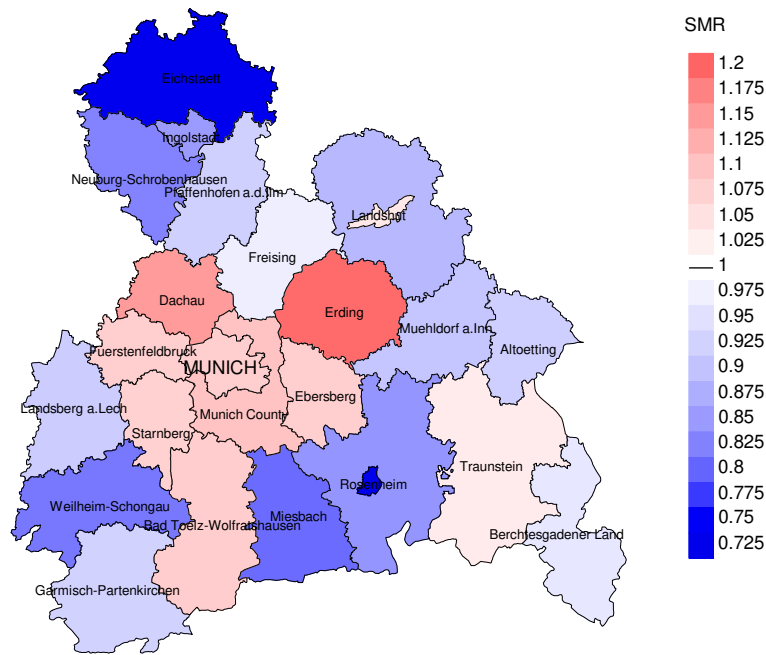 SMR
1.2
1.175
1.15
1.125
1.1
1.075
1.05
1.025
1
0.975
0.95
0.925
0.9
0.875
0.85
0.825
0.8
0.775
0.75
0.725
Eichstaett
Ingolstadt
Neuburg-Schrobenhausen
Pfaffenhofen a.d.Ilm
Landshut
Freising
Dachau
Erding
Muehldorf a.Inn
Altoetting
Fuerstenfeldbruck
MUNICH
Ebersberg
Landsberg a.Lech
Munich County
Starnberg
Traunstein
Rosenheim
Weilheim-Schongau
Miesbach
Bad Toelz-Wolfratshausen
Berchtesgadener Land
Garmisch-Partenkirchen